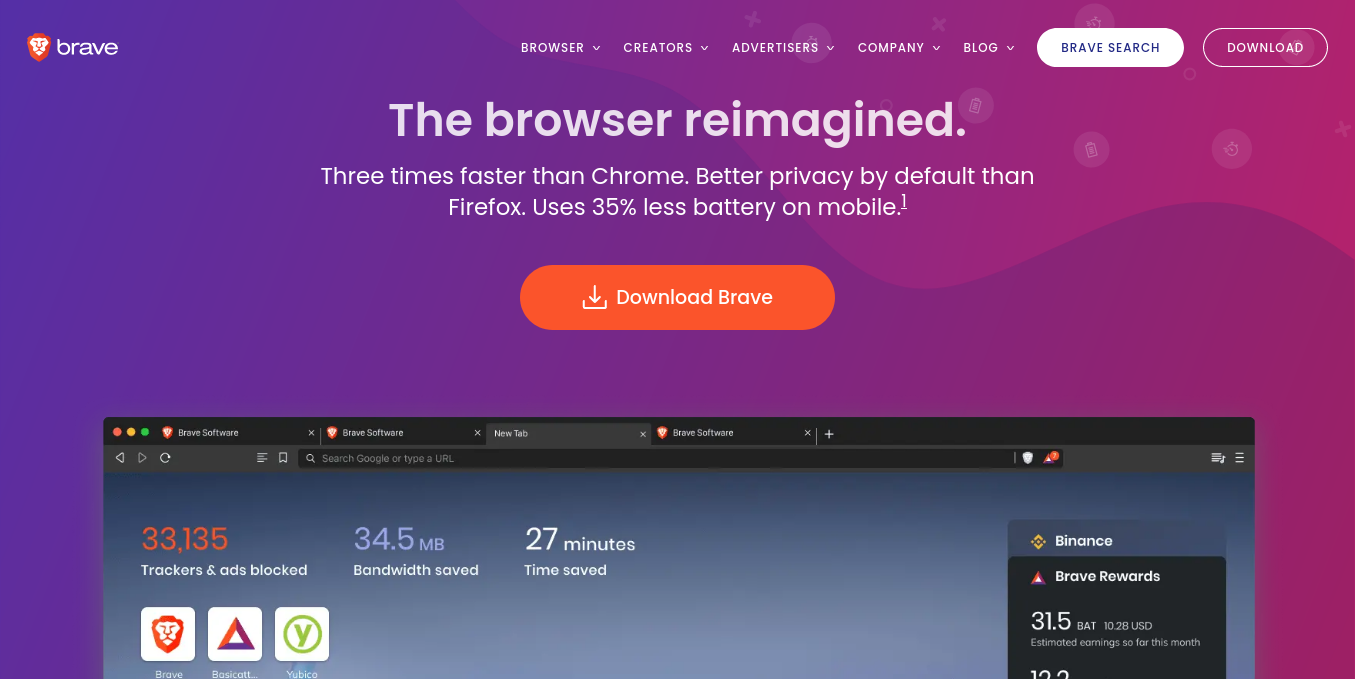 brave
BROWSER
CREATORS
ADVERTISERS
COMPANY
BLOG
BRAVE SEARCH
DOWNLOAD
The browser reimagined.
Three times faster than Chrome. Better privacy by default than
Firefox. Uses 35% less battery on mobile.1
Download Brave
Brave Software
Brave Software
New Tab
Brave Software
Search Google or type a URL
7
33,135
Trackers & ads blocked
34.5 MB
Bandwidth saved
27 minutes
Time saved
Brave
Basicatt...
Yubico
Binance
Brave Rewards
31.5 BAT 10.28 USD
Estimated earnings so far this month
12.2